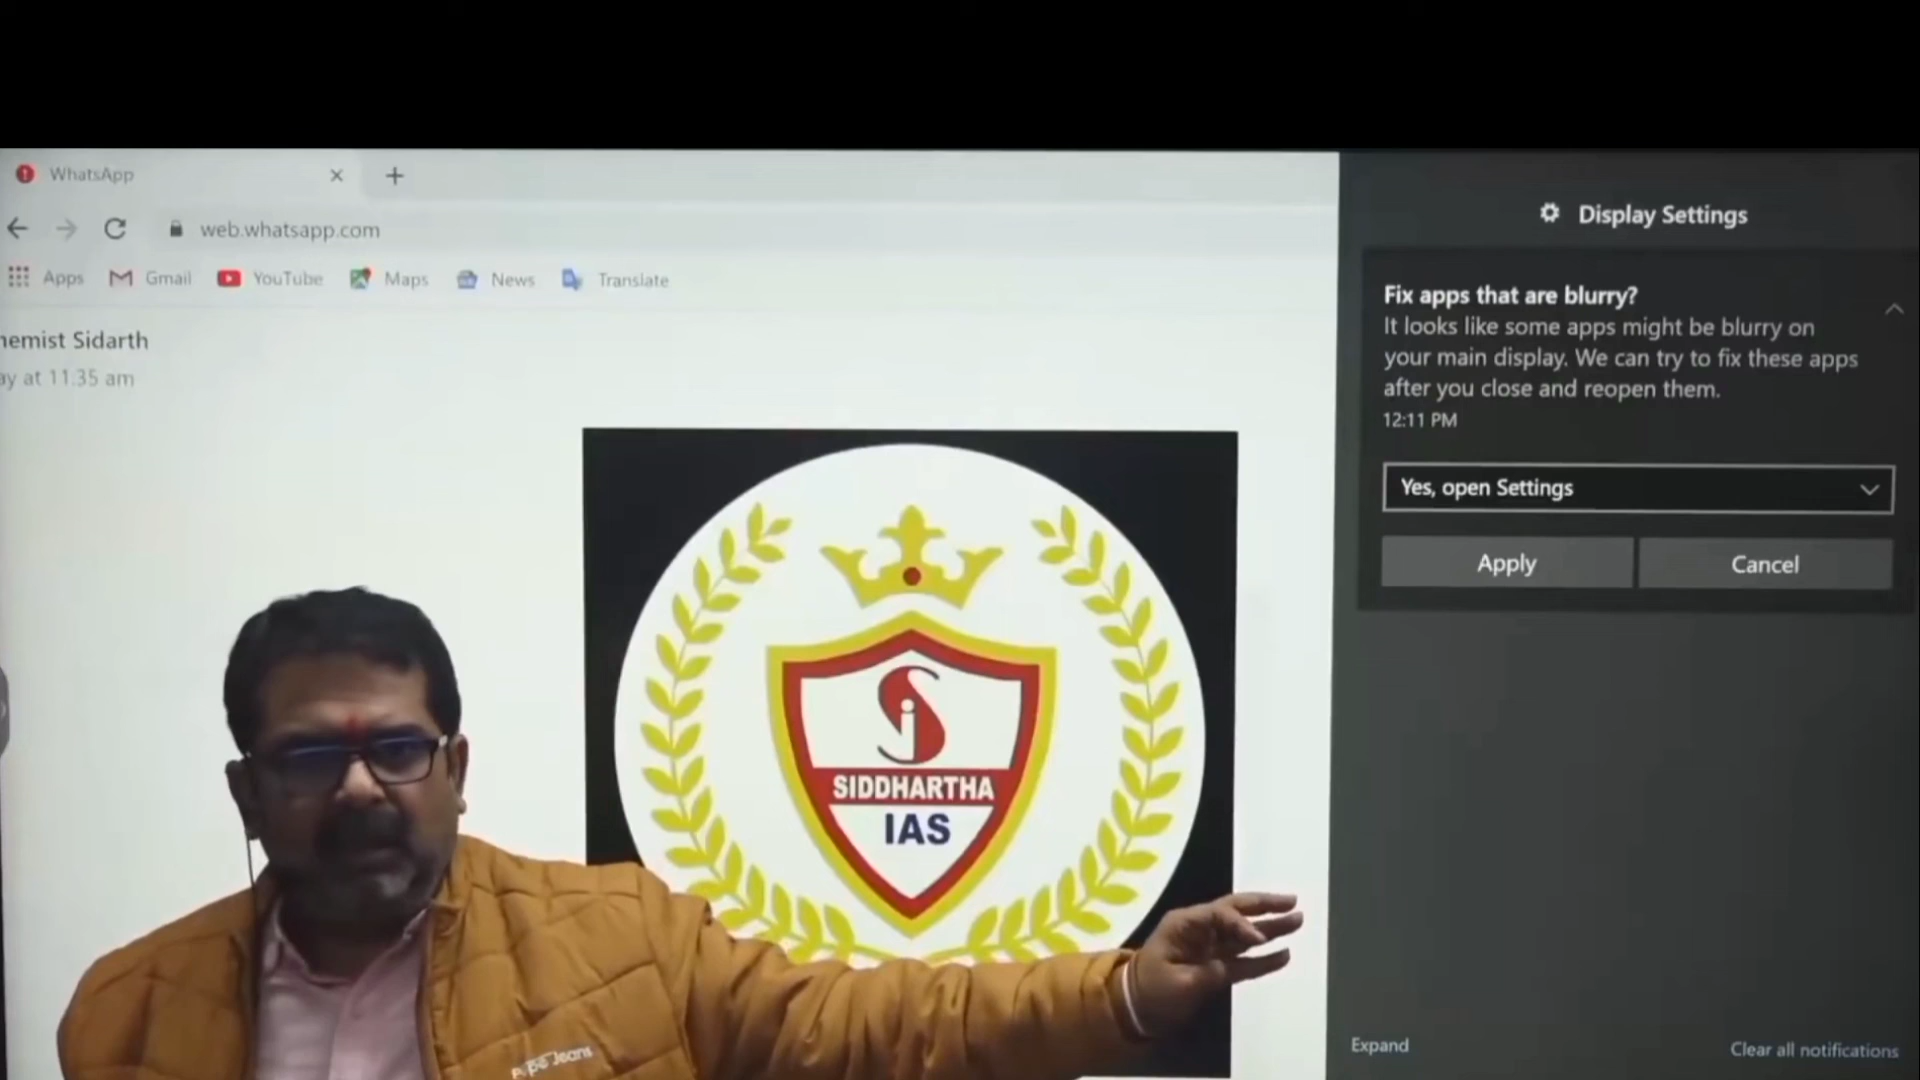 WhatsApp
web.whatsapp.com
Apps Gmail YouTube Maps News Translate
hemist Sidarth
ay at 11.35 am
SIDDHARTHA
IAS
Pepe Jeans
Display Settings
Fix apps that are blurry?
It looks like some apps might be blurry on
your main display. We can try to fix these apps
after you close and reopen them.
12:11 PM
Yes, open Settings
Apply Cancel
Expand Clear all notifications